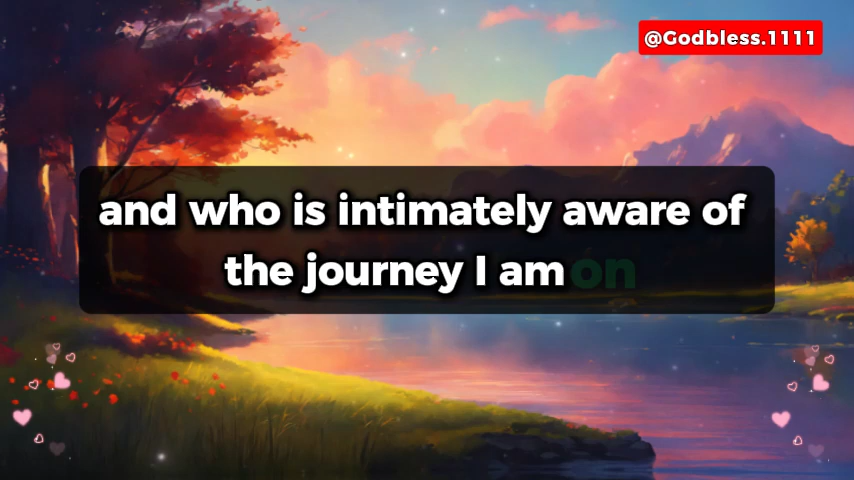 @Godbless.1111
and who is intimately aware of
the journey I am on